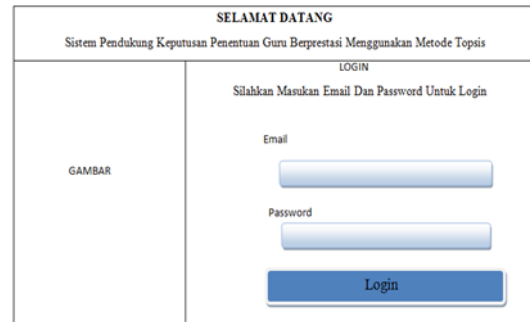 SELAMAT DATANG
Sistem Pendukung Keputusan Penentuan Guru Berprestasi Menggunakan Metode Topsis
LOGIN
Silahkan Masukan Email Dan Password Untuk Login
GAMBAR
Email
Password
Login